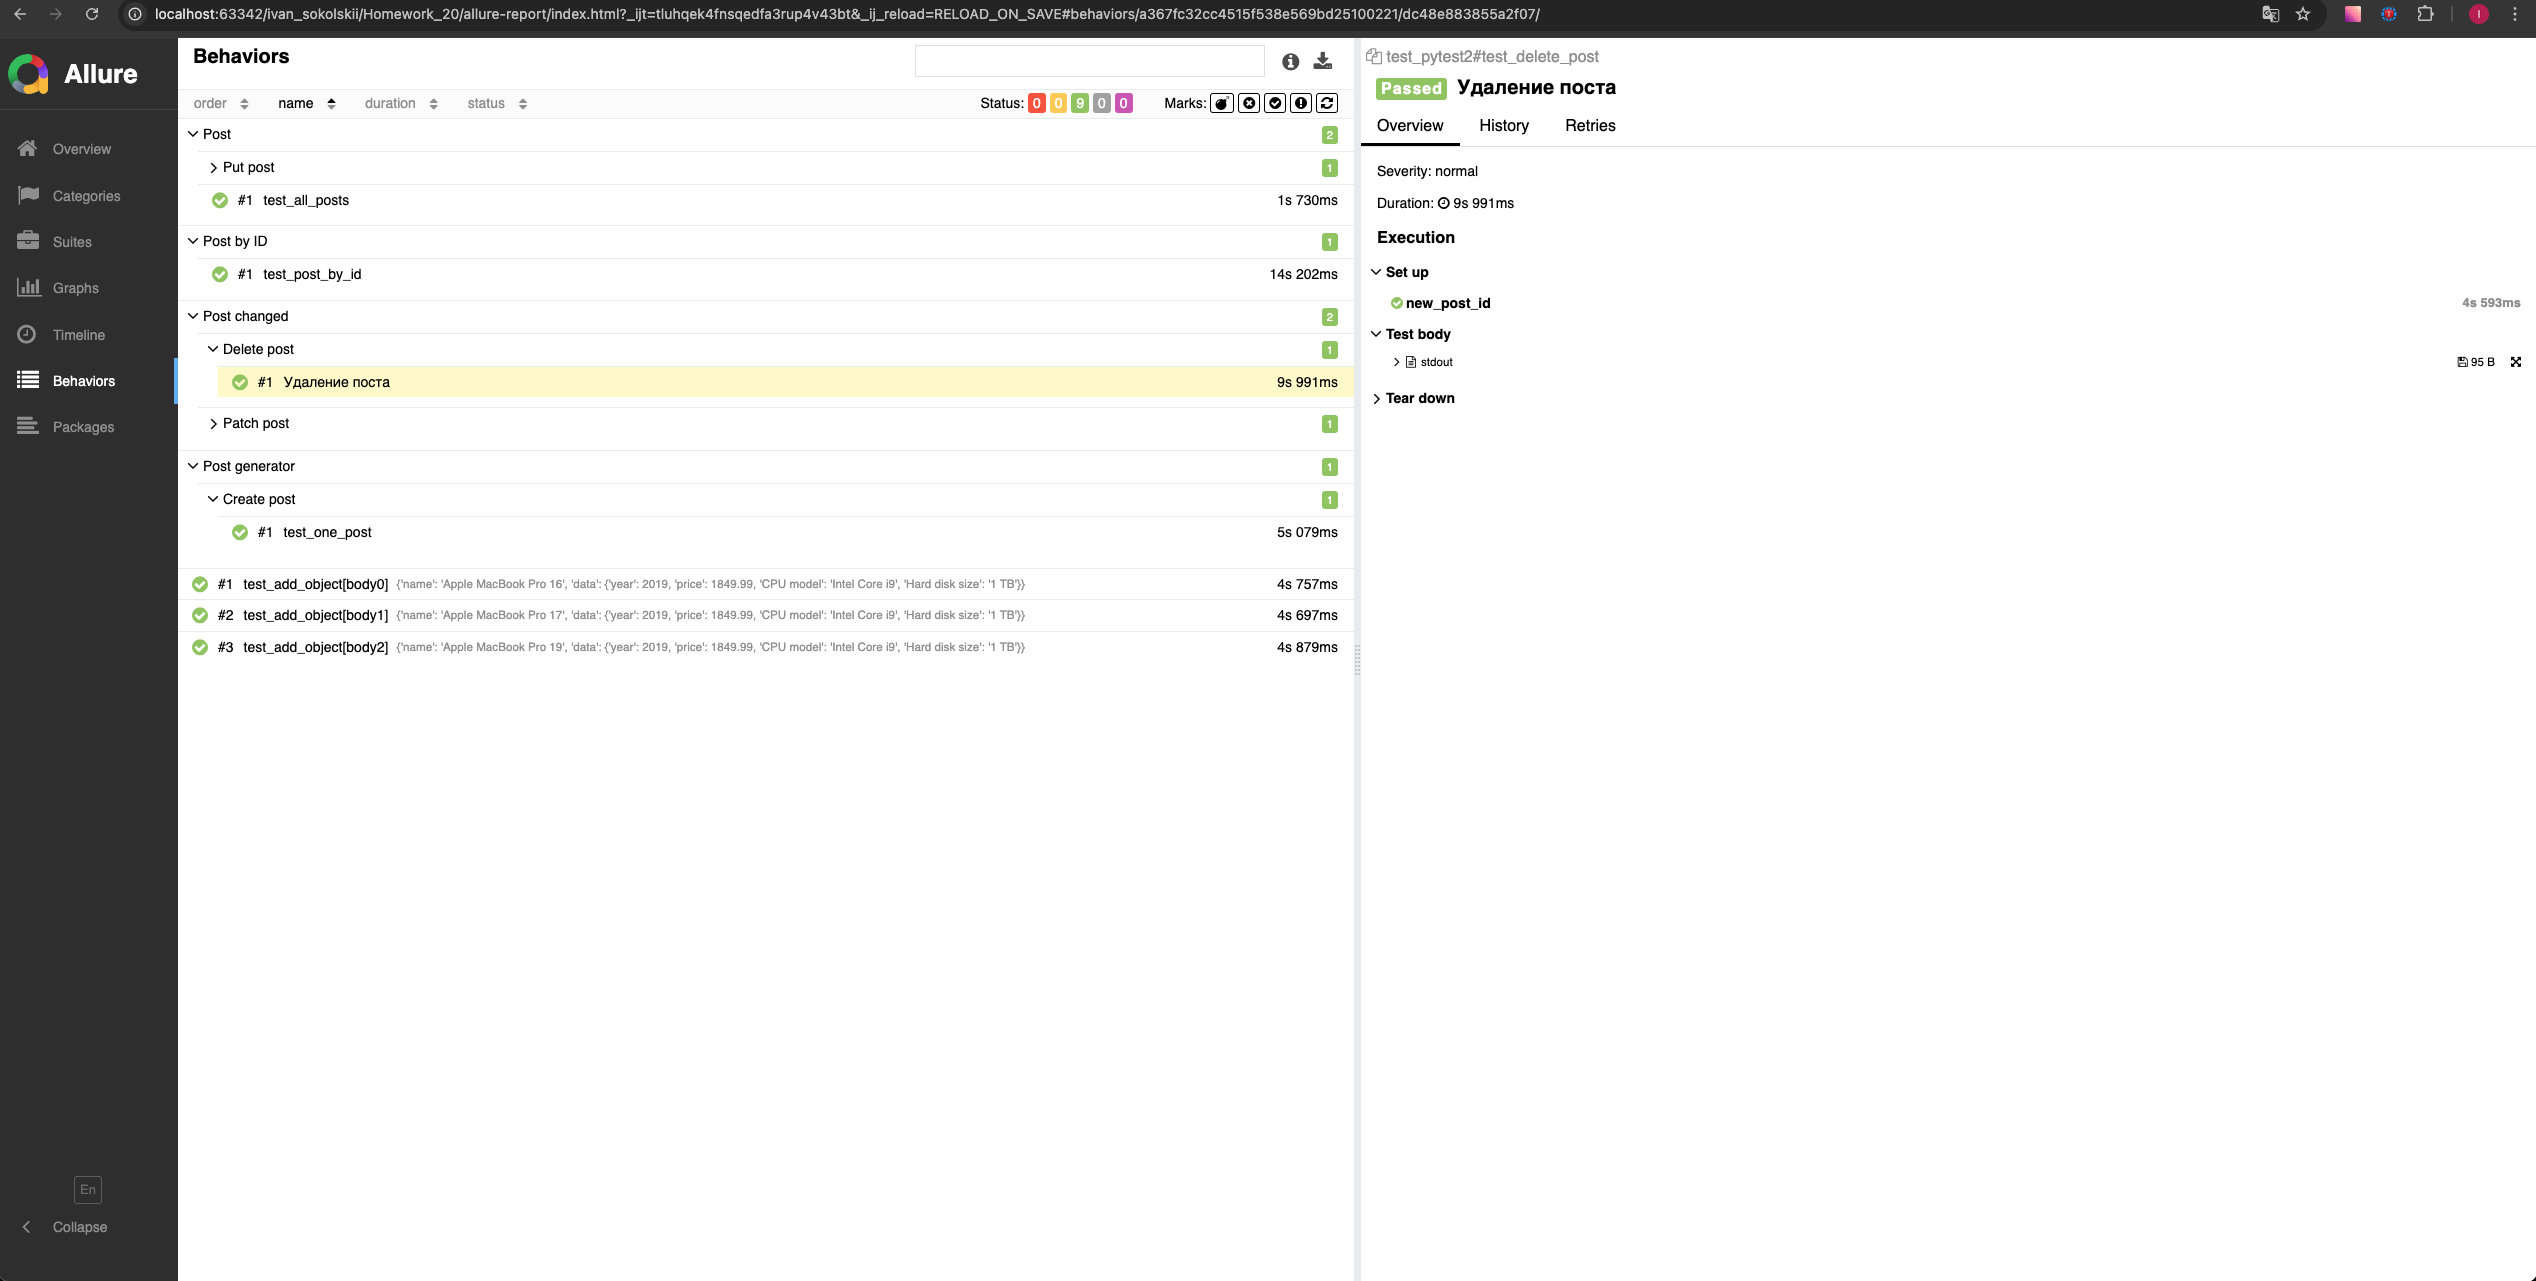 localhost:63342/ivan_sokolskii/Homework_20/allure-report/index.html?_ijt=tluhqek4fnsqedfa3rup4v43bt&_ij_reload=RELOAD_ON_SAVE#behaviors/a367fc32cc4515f538e569bd25100221/dc48e883855a2f07/
I
Allure
Overview
Categories
Suites
Graphs
Timeline
Behaviors
Packages
En
Collapse
Behaviors
order name duration status Status: 0 0 9 0 0 Marks:
Post 2
Put post 1
#1 test_all_posts 1s 730ms
Post by ID 1
#1 test_post_by_id 14s 202ms
Post changed 2
Delete post 1
#1 Удаление поста 9s 991ms
Patch post 1
Post generator 1
Create post 1
#1 test_one_post 5s 079ms
#1 test_add_object[body0] {'name': 'Apple MacBook Pro 16', 'data': {'year': 2019, 'price': 1849.99, 'CPU model': 'Intel Core i9', 'Hard disk size': '1 TB'}} 4s 757ms
#2 test_add_object[body1] {'name': 'Apple MacBook Pro 17', 'data': {'year': 2019, 'price': 1849.99, 'CPU model': 'Intel Core i9', 'Hard disk size': '1 TB'}} 4s 697ms
#3 test_add_object[body2] {'name': 'Apple MacBook Pro 19', 'data': {'year': 2019, 'price': 1849.99, 'CPU model': 'Intel Core i9', 'Hard disk size': '1 TB'}} 4s 879ms
test_pytest2#test_delete_post
Passed Удаление поста
Overview History Retries
Severity: normal
Duration: 9s 991ms
Execution
Set up
new_post_id 4s 593ms
Test body
stdout 95 B
Tear down